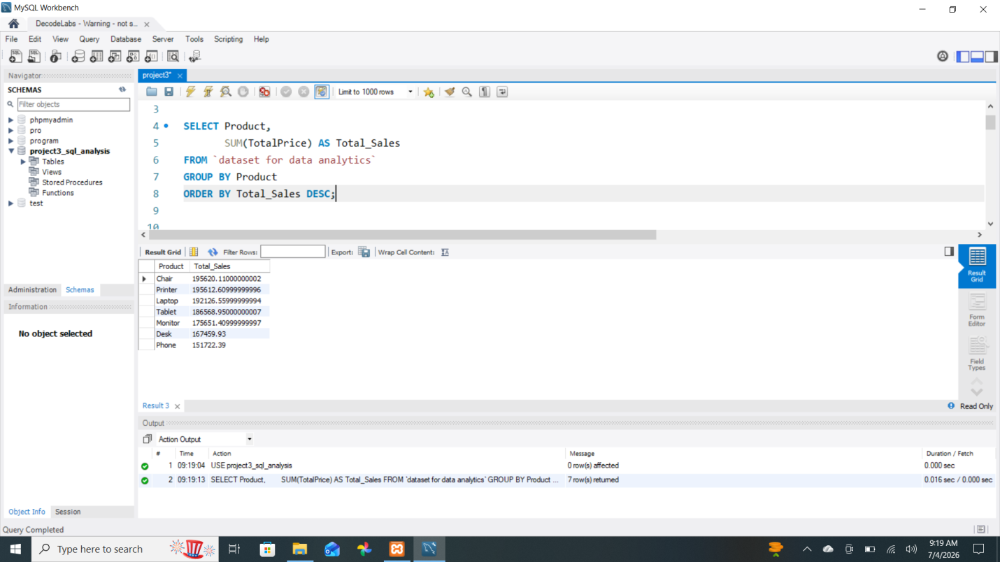 MySQL Workbench
DecodeLabs - Warning - not s...
File Edit View Query Database Server Tools Scripting Help
Navigator
SCHEMAS
Filter objects
phpmyadmin
pro
program
project3_sql_analysis
Tables
Views
Stored Procedures
Functions
test
Administration Schemas
Information
No object selected
Object Info Session
project3*
Limit to 1000 rows
3
4 SELECT Product,
5 SUM(TotalPrice) AS Total_Sales
6 FROM `dataset for data analytics`
7 GROUP BY Product
8 ORDER BY Total_Sales DESC;
9
10
Result Grid Filter Rows: Export: Wrap Cell Content:
Product Total_Sales
Chair 195620.11000000002
Printer 195612.60999999996
Laptop 192126.55999999994
Tablet 186568.95000000007
Monitor 175651.40999999997
Desk 167459.93
Phone 151722.39
Result Grid
Form Editor
Field Types
Result 3 Read Only
Output
Action Output
# Time Action Message Duration / Fetch
1 09:19:04 USE project3_sql_analysis 0 row(s) affected 0.000 sec
2 09:19:13 SELECT Product, SUM(TotalPrice) AS Total_Sales FROM `dataset for data analytics` GROUP BY Product ... 7 row(s) returned 0.016 sec / 0.000 sec
Query Completed
Type here to search
9:19 AM
7/4/2026